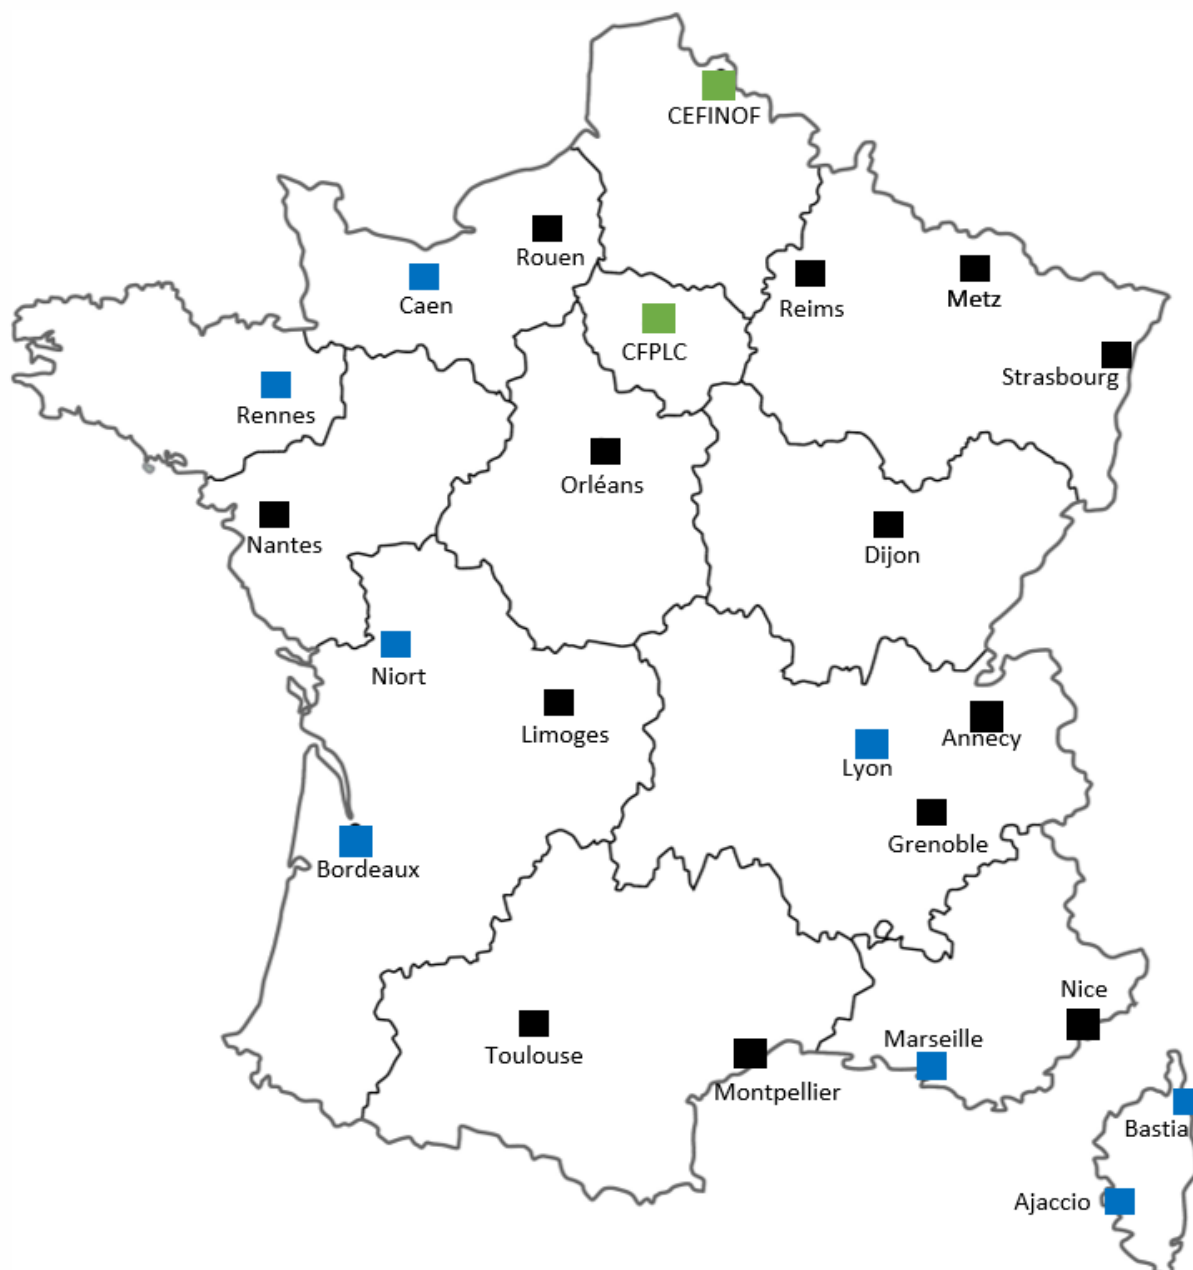 CEFINOF
Rouen
Caen
Reims
Metz
CFPLC
Strasbourg
Rennes
Orléans
Nantes
Dijon
Niort
Limoges
Annecy
Lyon
Grenoble
Bordeaux
Nice
Marseille
Toulouse
Montpellier
Bastia
Ajaccio